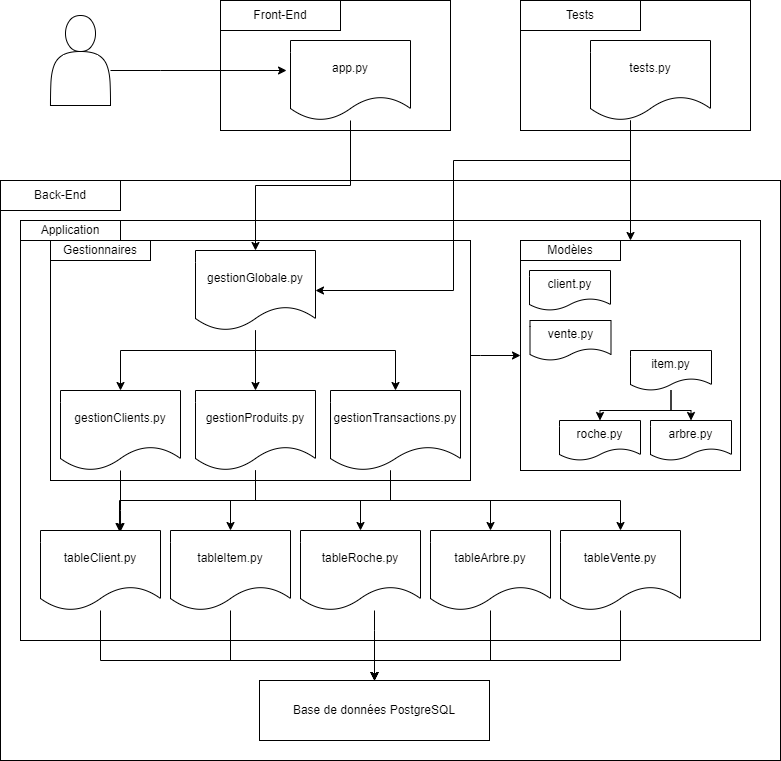 Front-End
Tests
app.py
tests.py
Back-End
Application
Gestionnaires
Modèles
gestionGlobale.py
client.py
vente.py
item.py
gestionClients.py
gestionProduits.py
gestionTransactions.py
roche.py
arbre.py
tableClient.py
tableItem.py
tableRoche.py
tableArbre.py
tableVente.py
Base de données PostgreSQL